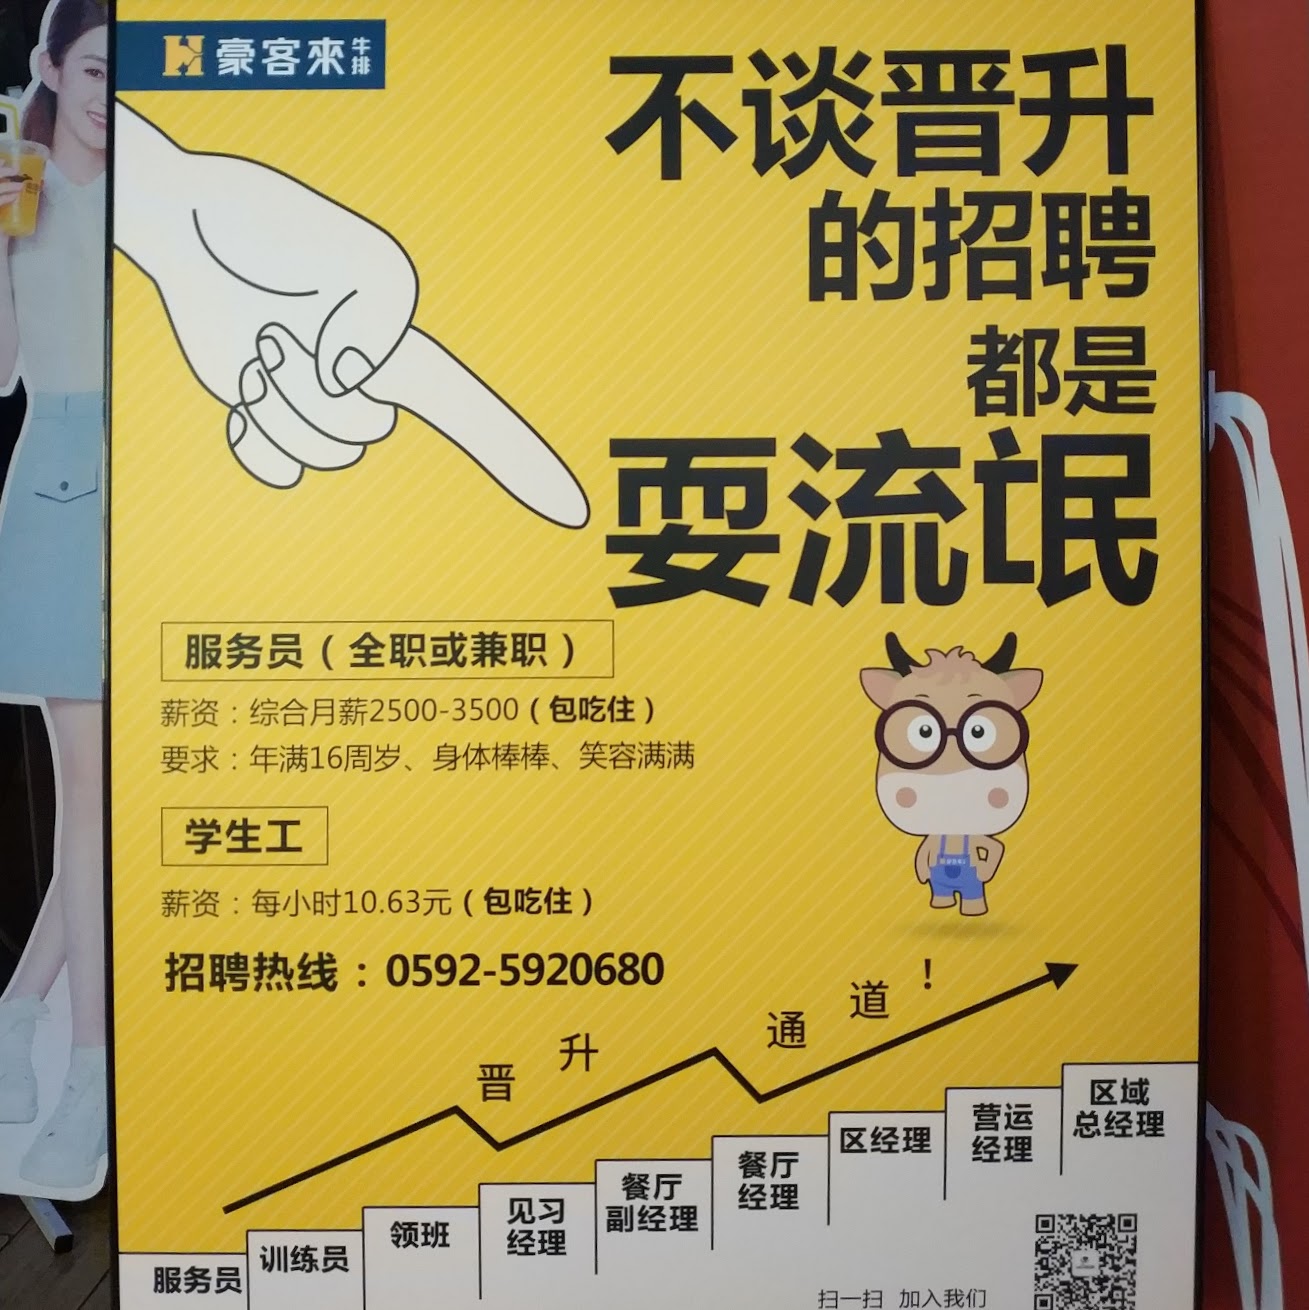 豪客來牛排
不谈晋升
的招聘
都是
耍流氓
服务员（全职或兼职）
薪资：综合月薪2500-3500（包吃住）
要求：年满16周岁、身体棒棒、笑容满满
学生工
薪资：每小时10.63元（包吃住）
招聘热线：0592-5920680
晋升通道！
服务员
训练员
领班
见习
经理
餐厅
副经理
餐厅
经理
区经理
营运
经理
区域
总经理
扫一扫 加入我们